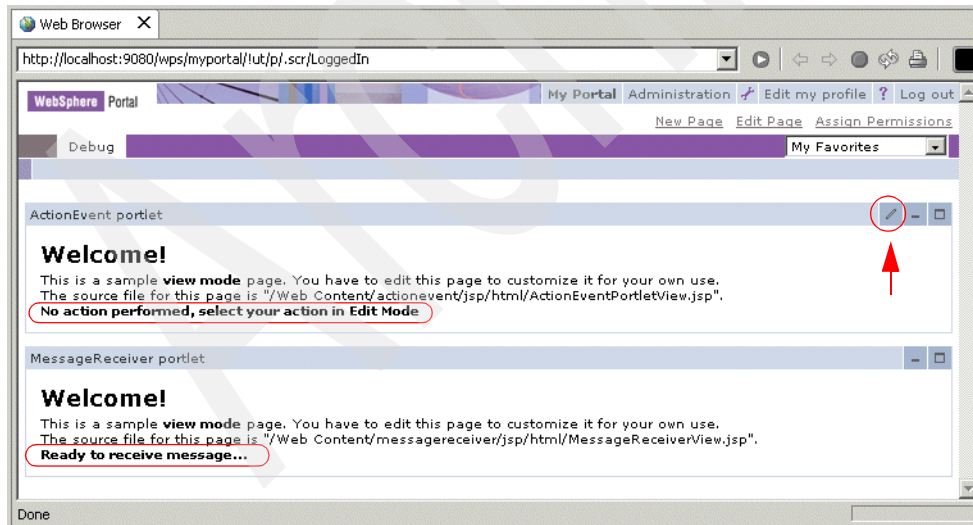 Web Browser X
http://localhost:9080/wps/myportal/!ut/p/.scr/LoggedIn
WebSphere Portal
My Portal Administration Edit my profile ? Log out
New Page Edit Page Assign Permissions
Debug
My Favorites
ActionEvent portlet
Welcome!
This is a sample view mode page. You have to edit this page to customize it for your own use.
The source file for this page is "/Web Content/actionevent/jsp/html/ActionEventPortletView.jsp".
No action performed, select your action in Edit Mode
MessageReceiver portlet
Welcome!
This is a sample view mode page. You have to edit this page to customize it for your own use.
The source file for this page is "/Web Content/messagereceiver/jsp/html/MessageReceiverView.jsp".
Ready to receive message...
Done